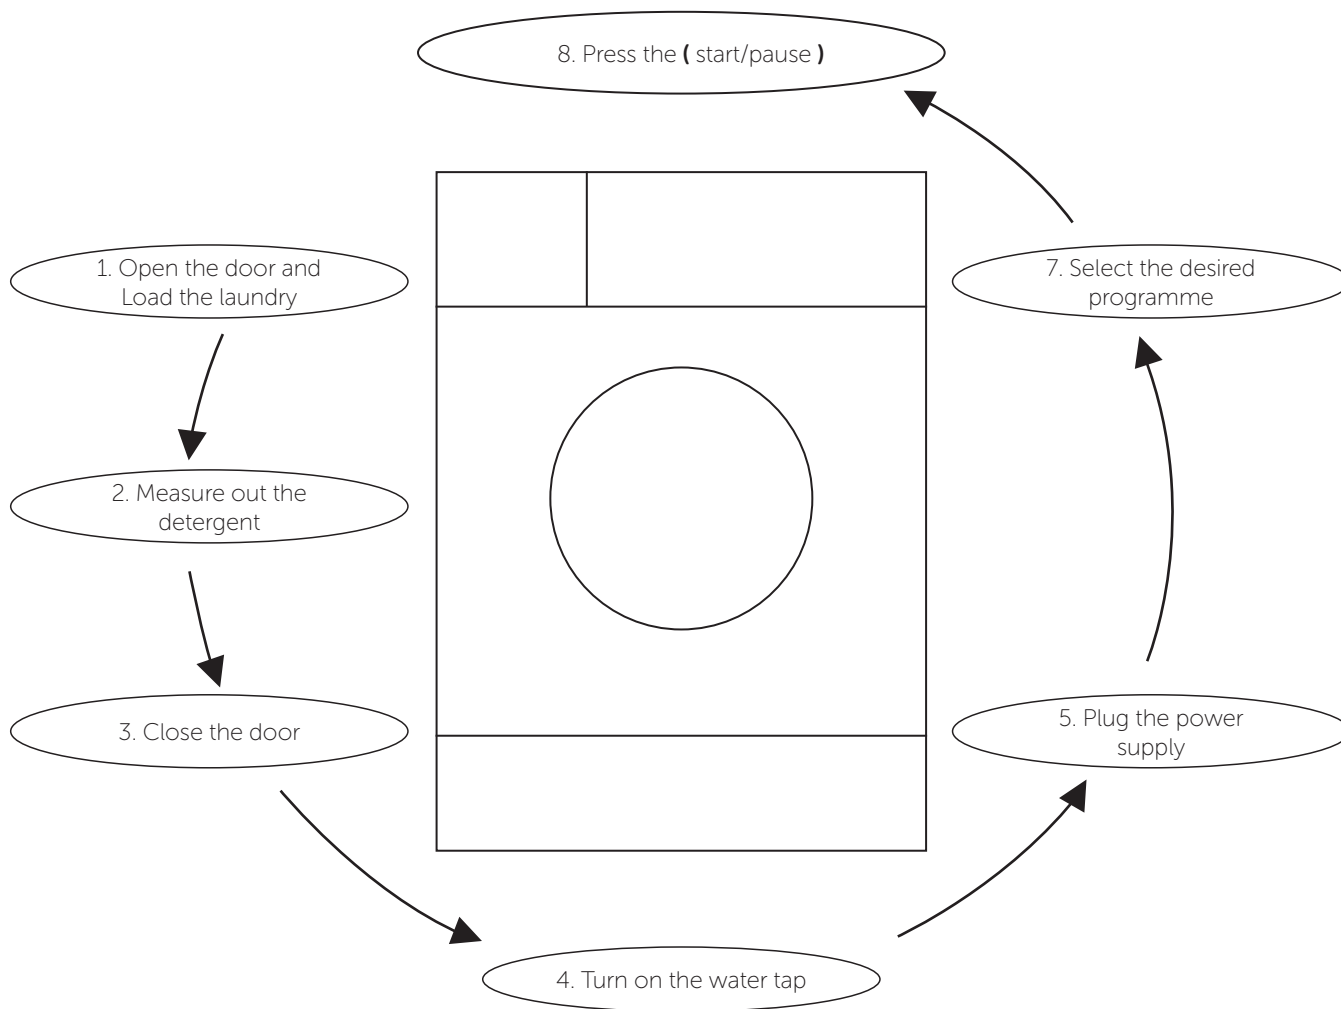 8. Press the ( start/pause )
1. Open the door and
Load the laundry
7. Select the desired
programme
2. Measure out the
detergent
3. Close the door
5. Plug the power
supply
4. Turn on the water tap